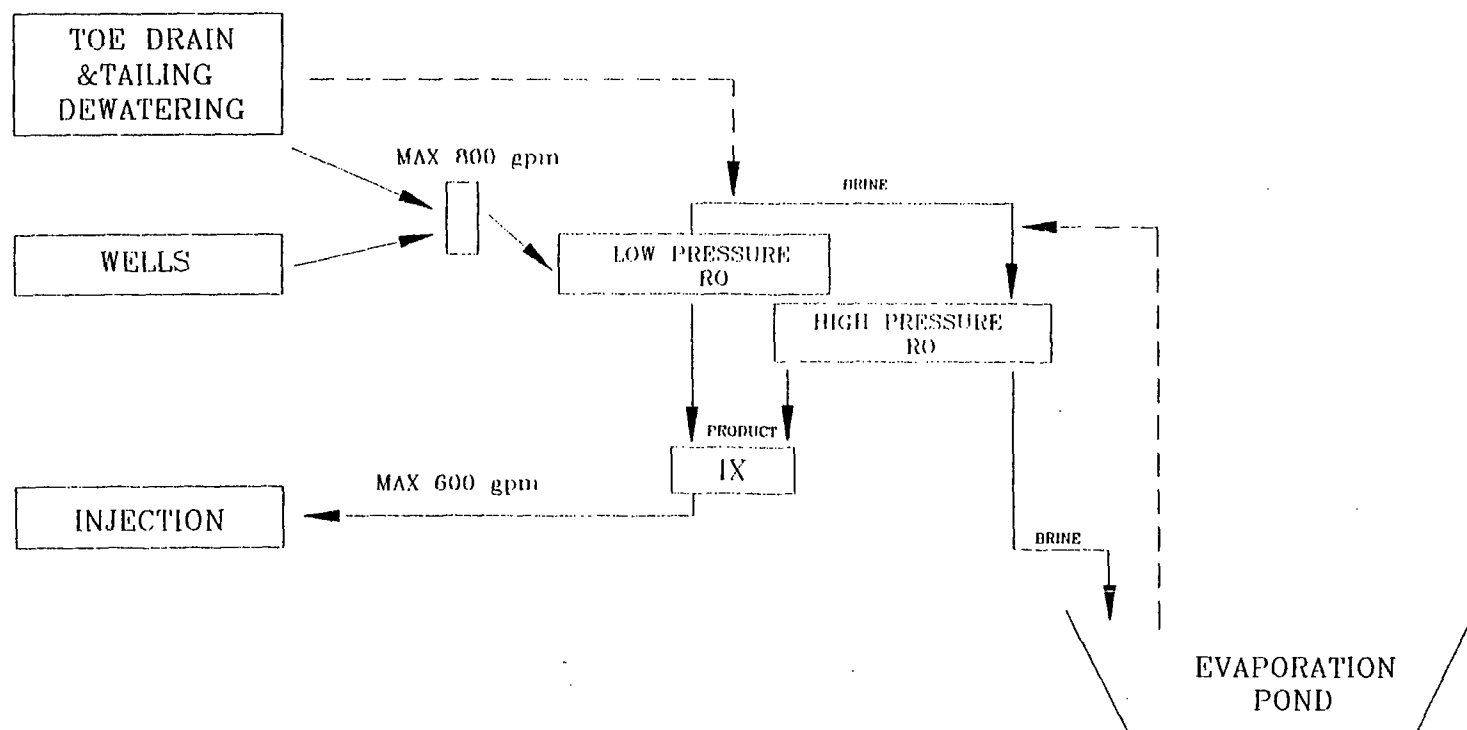 TOE DRAIN
&TAILING
DEWATERING
MAX 800 gpm
BRINE
WELLS
LOW PRESSURE
RO
HIGH PRESSURE
RO
PRODUCT
IX
MAX 600 gpm
INJECTION
BRINE
EVAPORATION
POND